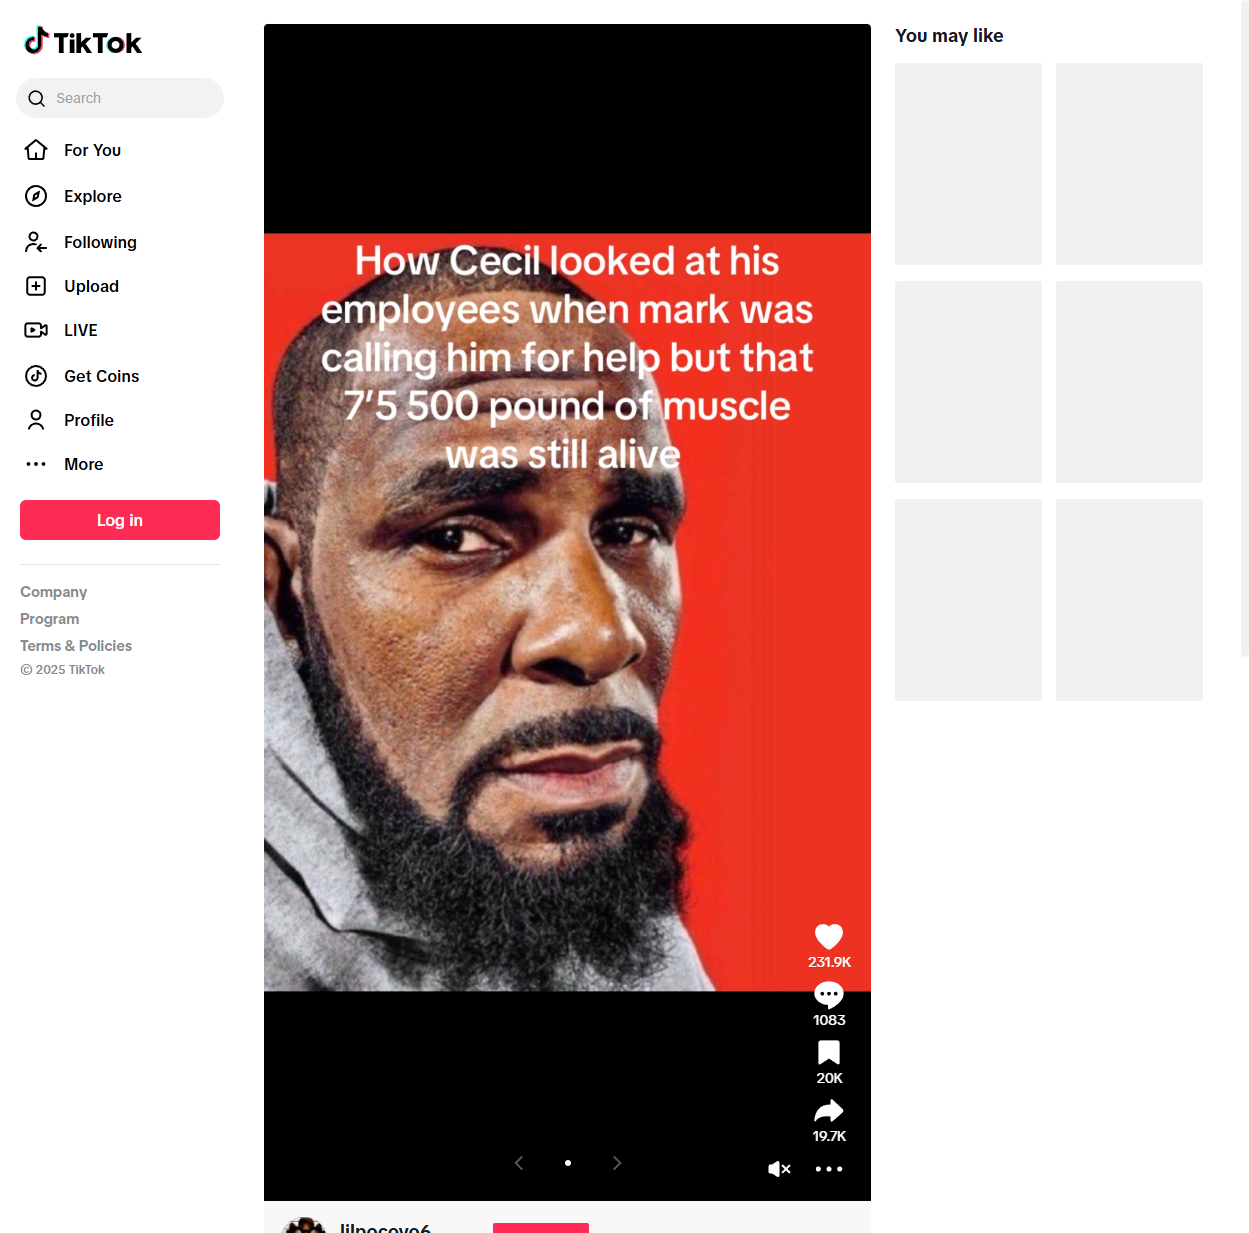 TikTok
Search
For You
Explore
Following
Upload
LIVE
Get Coins
Profile
More
Log in
Company
Program
Terms & Policies
© 2025 TikTok
How Cecil looked at his
employees when mark was
calling him for help but that
7'5 500 pound of muscle
was still alive
231.9K
1083
20K
19.7K
You may like